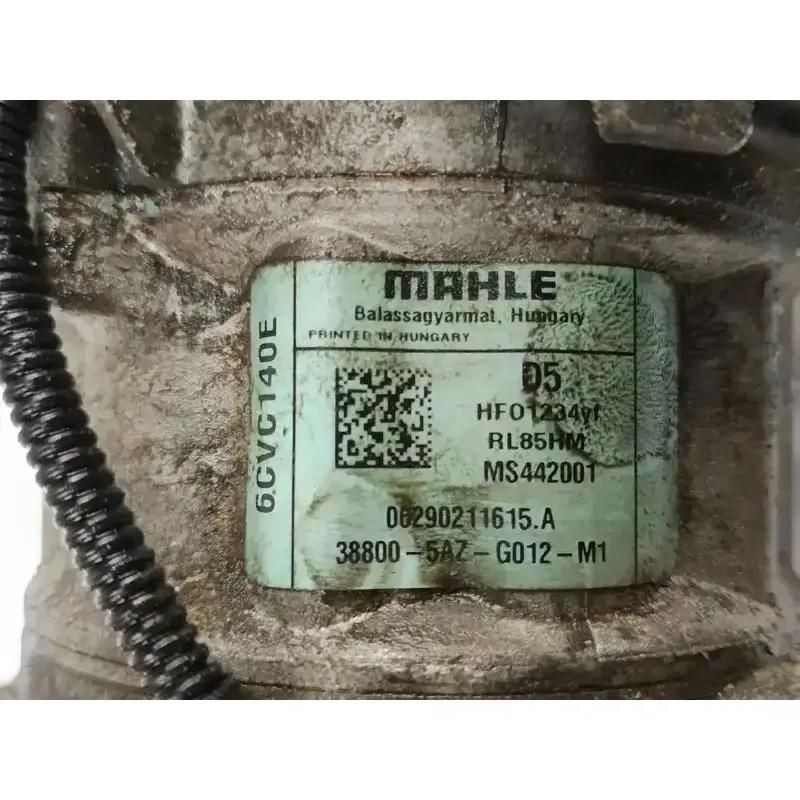 MAHLE
Balassagyarmat, Hungary
PRINTED IN HUNGARY
6CVC140E
D5
HFO1234yf
RL85HM
MS442001
06290211615.A
38800-5AZ-G012-M1